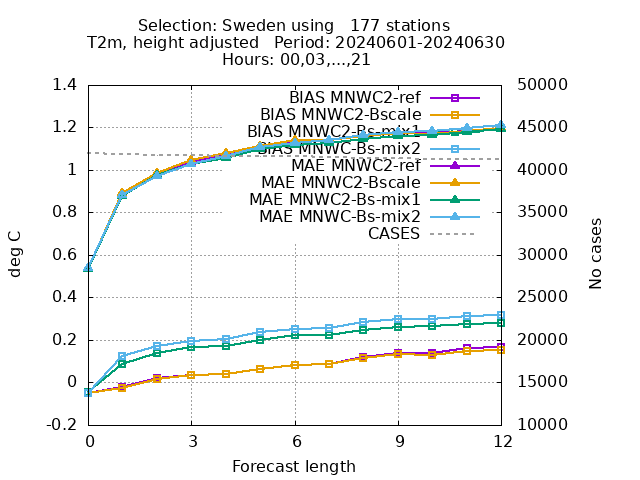 Selection: Sweden using   177 stations
T2m, height adjusted   Period: 20240601-20240630
Hours: 00,03,...,21
1.4
1.2
1
0.8
0.6
0.4
0.2
0
-0.2
deg C
BIAS MNWC2-ref
BIAS MNWC2-Bscale
BIAS MNWC2-Bs-mix1
BIAS MNWC-Bs-mix2
MAE MNWC2-ref
MAE MNWC2-Bscale
MAE MNWC2-Bs-mix1
MAE MNWC-Bs-mix2
CASES
50000
45000
40000
35000
30000
25000
20000
15000
10000
No cases
0 3 6 9 12
Forecast length